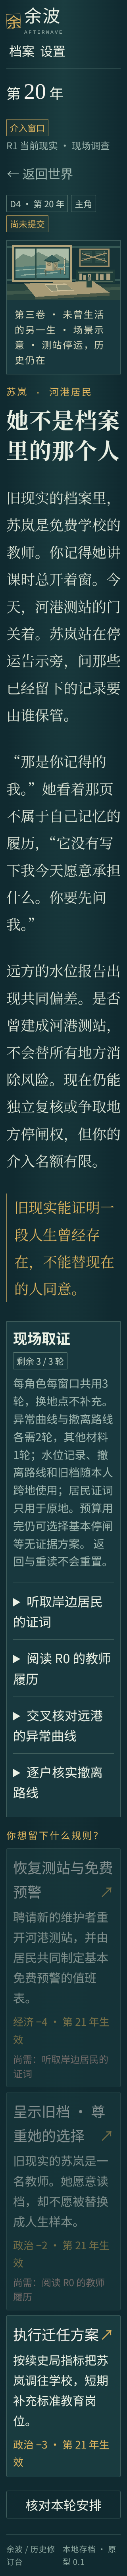 余
余波
AFTERWAVE
档案 设置
第 20 年
介入窗口
R1 当前现实 · 现场调查
← 返回世界
D4 · 第 20 年
主角
尚未提交
第三卷 · 未曾生活
的另一生 · 场景示
意 · 测站停运，历
史仍在
苏岚 · 河港居民
她不是档案
里的那个人
旧现实的档案里，
苏岚是免费学校的
教师。你记得她讲
课时总开着窗。今
天，河港测站的门
关着。苏岚站在停
运告示旁，问那些
已经留下的记录要
由谁保管。
“那是你记得的
我。”她看着那页
不属于自己记忆的
履历，“它没有写
下我今天愿意承担
什么。你要先问
我。”
远方的水位报告出
现共同偏差。是否
曾建成河港测站，
不会替所有地方消
除风险。现在仍能
独立复核或争取地
方停闸权，但你的
介入名额有限。
旧现实能证明一
段人生曾经存
在，不能替现在
的人同意。
现场取证
剩余 3 / 3 轮
每角色每窗口共用3
轮，换地点不补充。
异常曲线与撤离路线
各需2轮，其他材料
1轮；水位记录、撤
离路线和旧档随本人
跨地使用；居民证词
只用于原地。预算用
完仍可选择基本停闸
等无证据方案。 返
回与重读不会重置。
▶ 听取岸边居民
的证词
▶ 阅读 R0 的教师
履历
▶ 交叉核对远港
的异常曲线
▶ 逐户核实撤离
路线
你想留下什么规则？
恢复测站与免费
预警 ↗
聘请新的维护者重
开河港测站，并由
居民共同制定基本
免费预警的值班
表。
经济 −4 · 第 21 年生
效
尚需：听取岸边居民的
证词
呈示旧档 · 尊
重她的选择 ↗
旧现实的苏岚是一
名教师。她愿意读
档，却不愿被替换
成人生样本。
政治 −2 · 第 21 年生
效
尚需：阅读 R0 的教师
履历
执行迁任方案 ↗
按续史局指标把苏
岚调往学校，短期
补充标准教育岗
位。
政治 −3 · 第 21 年生
效
核对本轮安排
余波 / 历史修
订台
本地存档 · 原
型 0.1